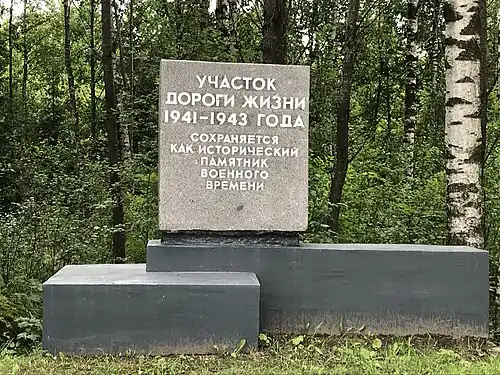 УЧАСТОК
ДОРОГИ ЖИЗНИ
1941–1943 ГОДА
СОХРАНЯЕТСЯ
КАК ИСТОРИЧЕСКИЙ
ПАМЯТНИК
ВОЕННОГО
ВРЕМЕНИ